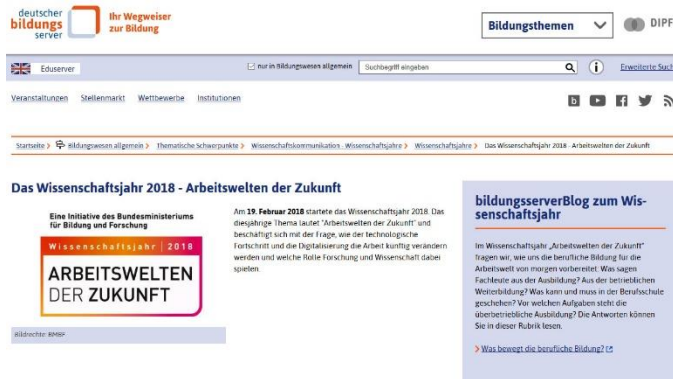 deutscher
bildungs
server
Ihr Wegweiser
zur Bildung
Bildungsthemen
DIPF
Eduserver
nur in Bildungswesen allgemein
Suchbegriff eingeben
Erweiterte Such
Veranstaltungen Stellenmarkt Wettbewerbe Institutionen
Startseite > Bildungswesen allgemein > Thematische Schwerpunkte > Wissenschaftskommunikation - Wissenschaftsjahre > Wissenschaftsjahre > Das Wissenschaftsjahr 2018 - Arbeitswelten der Zukunft
Das Wissenschaftsjahr 2018 - Arbeitswelten der Zukunft
Eine Initiative des Bundesministeriums
für Bildung und Forschung
Wissenschaftsjahr | 2018
ARBEITSWELTEN
DER ZUKUNFT
Bildrechte: BMBF
Am 19. Februar 2018 startete das Wissenschaftsjahr 2018. Das
diesjährige Thema lautet "Arbeitswelten der Zukunft" und
beschäftigt sich mit der Frage, wie der technologische
Fortschritt und die Digitalisierung die Arbeit künftig verändern
werden und welche Rolle Forschung und Wissenschaft dabei
spielen.
bildungsserverBlog zum Wis-
senschaftsjahr
Im Wissenschaftsjahr „Arbeitswelten der Zukunft"
fragen wir, wie uns die berufliche Bildung für die
Arbeitswelt von morgen vorbereitet: Was sagen
Fachleute aus der Ausbildung? Aus der betrieblichen
Weiterbildung? Was kann und muss in der Berufsschule
geschehen? Vor welchen Aufgaben steht die
überbetriebliche Ausbildung? Die Antworten können
Sie in dieser Rubrik lesen.
> Was bewegt die berufliche Bildung?